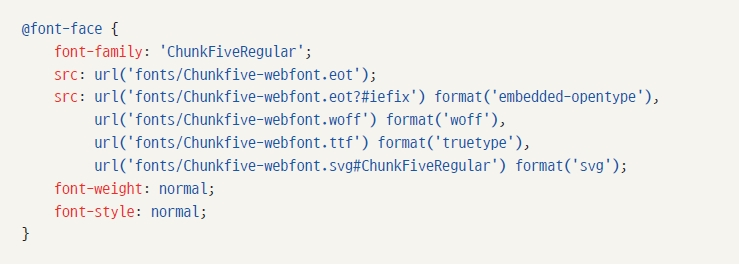 @font-face {
    font-family: 'ChunkFiveRegular';
    src: url('fonts/Chunkfive-webfont.eot');
    src: url('fonts/Chunkfive-webfont.eot?#iefix') format('embedded-opentype'),
         url('fonts/Chunkfive-webfont.woff') format('woff'),
         url('fonts/Chunkfive-webfont.ttf') format('truetype'),
         url('fonts/Chunkfive-webfont.svg#ChunkFiveRegular') format('svg');
    font-weight: normal;
    font-style: normal;
}